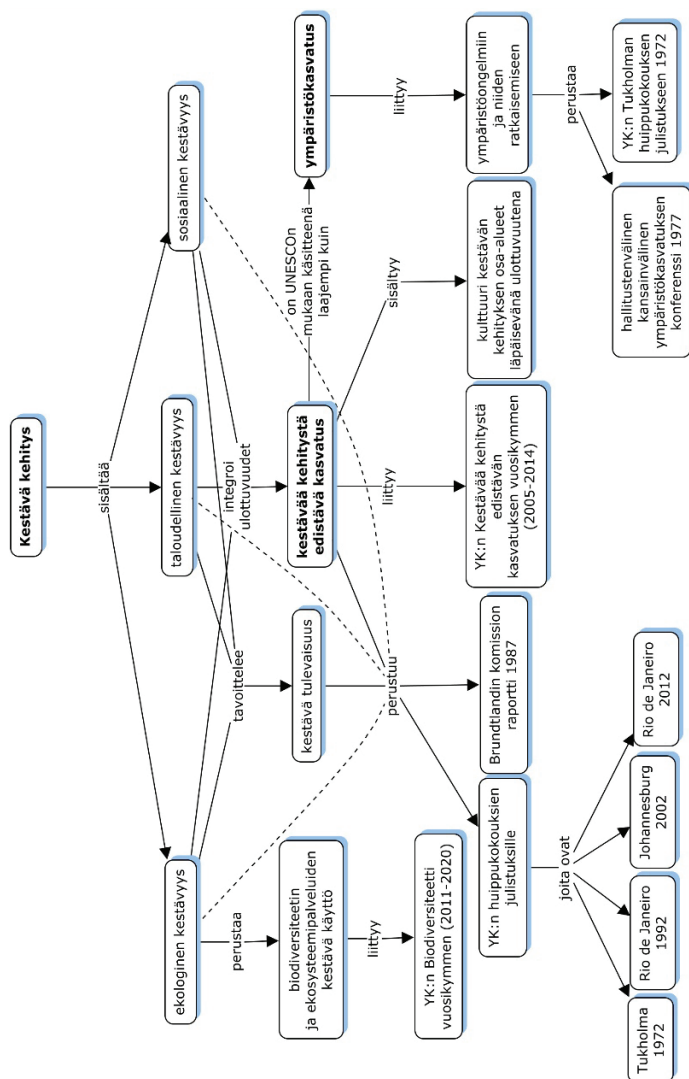 Kestävä kehitys
sisältää
ekologinen kestävyys
taloudellinen kestävyys
sosiaalinen kestävyys
perustaa
tavoittelee
integroi
ulottuvuudet
on UNESCOn
mukaan käsitteenä
laajempi kuin
biodiversiteetin
ja ekosysteemipalveluiden
kestävä käyttö
kestävä tulevaisuus
kestävää kehitystä
edistävä kasvatus
ympäristökasvatus
liittyy
perustuu
liittyy
sisältyy
liittyy
YK:n Biodiversiteetti
vuosikymmen (2011-2020)
YK:n huippukokouksien
julistuksille
Brundtlandin komission
raportti 1987
YK:n Kestävää kehitystä
edistävän
kasvatuksen vuosikymmen
(2005-2014)
kulttuuri kestävän
kehityksen osa-alueet
läpäisevänä ulottuvuutena
ympäristöongelmiin
ja niiden
ratkaisemiseen
joita ovat
perustaa
Tukholma
1972
Rio de Janeiro
1992
Johannesburg
2002
Rio de Janeiro
2012
hallitustenvälinen
kansainvälinen
ympäristökasvatuksen
konferenssi 1977
YK:n Tukholman
huippukokouksen
julistukseen 1972